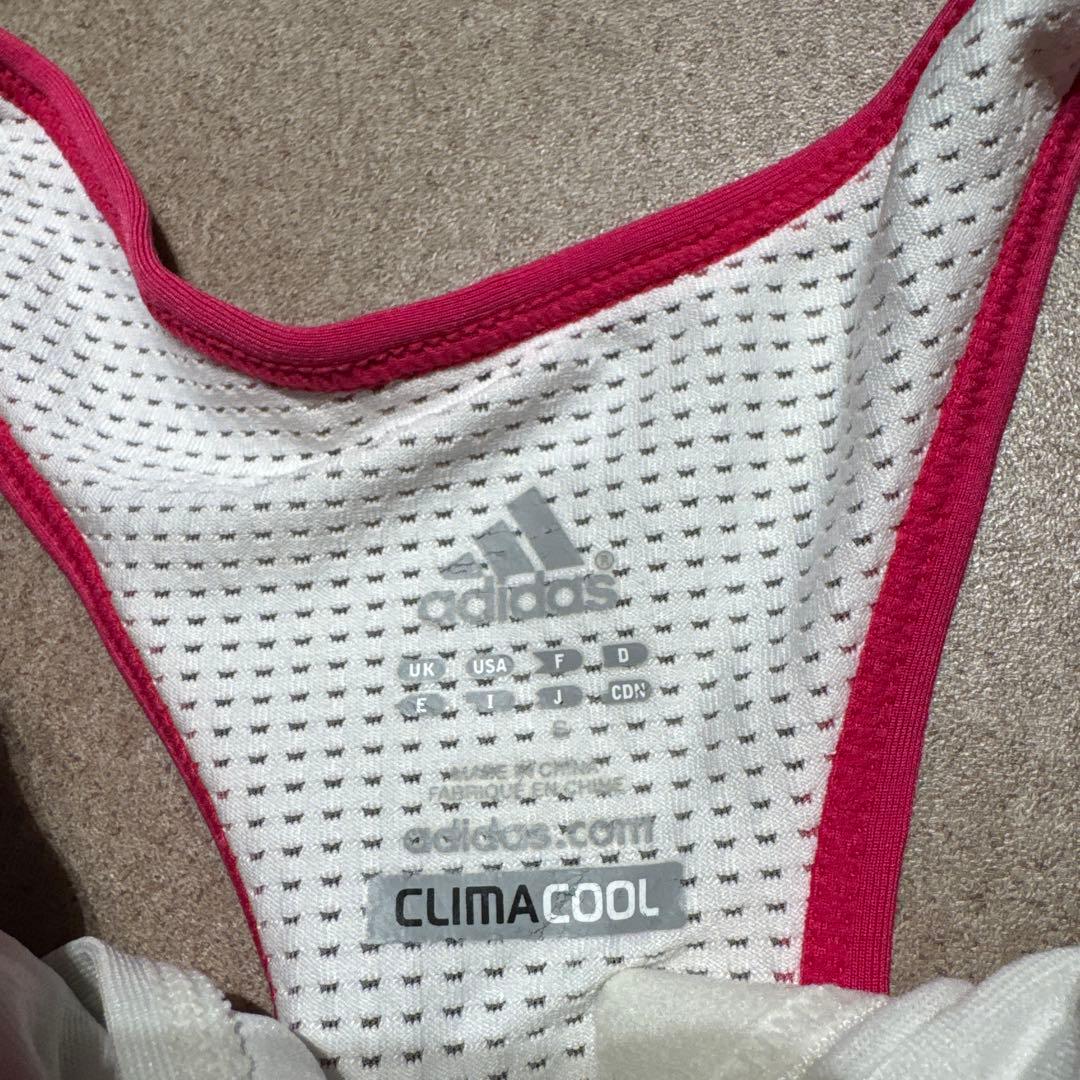 adidas®
UK USA F D
E I J CDN
S
MADE IN CHINA
FABRIQUÉ EN CHINE
adidas.com
CLIMACOOL